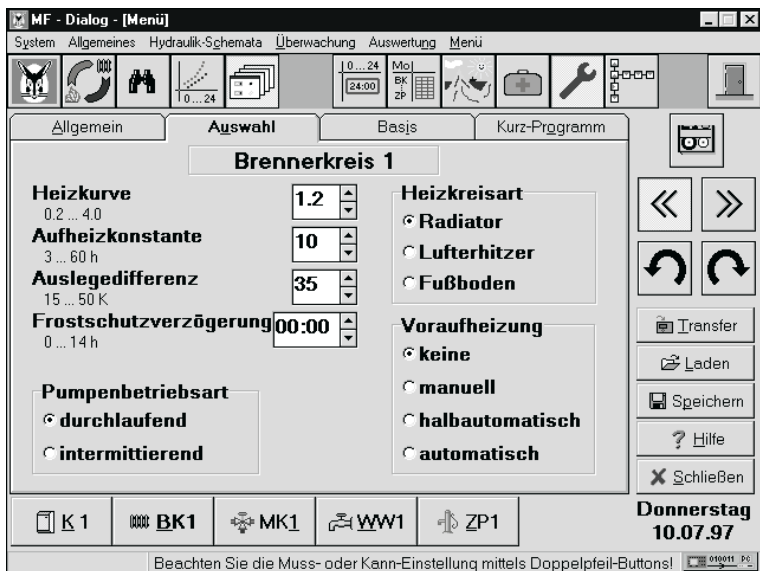 MF - Dialog - [Menü]
System Allgemeines Hydraulik-Schemata Überwachung Auswertung Menü
0...24
0...24
24:00
Mo
BK
ZP
Allgemein Auswahl Basis Kurz-Programm
Brennerkreis 1
Heizkurve 1.2
0.2 ... 4.0
Aufheizkonstante 10
3 ... 60 h
Auslegedifferenz 35
15 ... 50 K
Frostschutzverzögerung 00:00
0 ... 14 h
Pumpenbetriebsart
durchlaufend
intermittierend
Heizkreisart
Radiator
Lufterhitzer
Fußboden
Voraufheizung
keine
manuell
halbautomatisch
automatisch
Transfer
Laden
Speichern
Hilfe
Schließen
K 1 BK1 MK1 WW1 ZP1
Donnerstag
10.07.97
Beachten Sie die Muss- oder Kann-Einstellung mittels Doppelpfeil-Buttons!
010011 PC